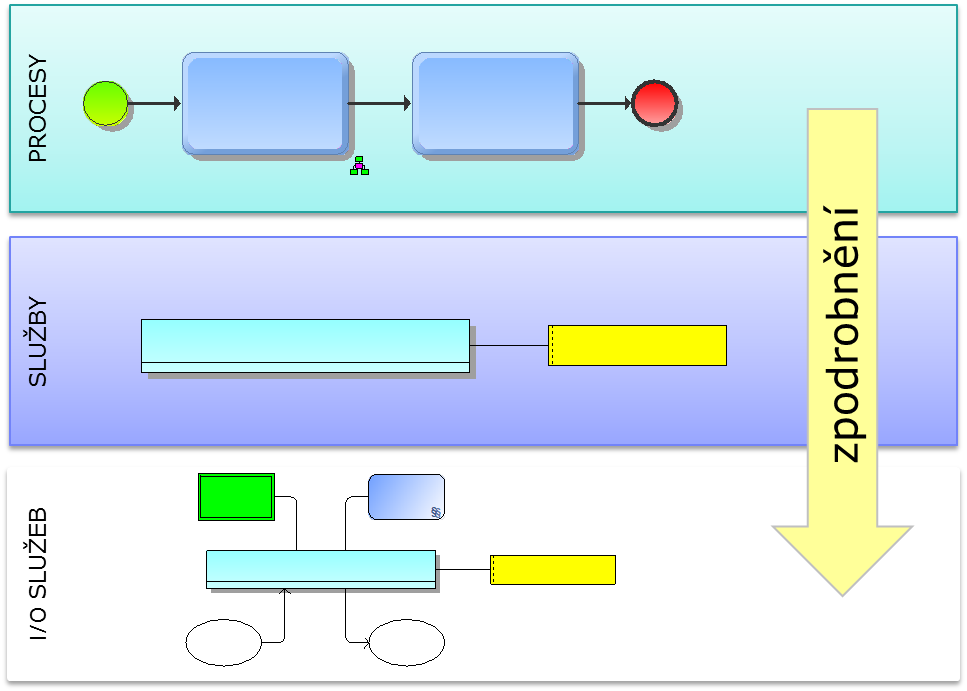 PROCESY
SLUŽBY
I/O SLUŽEB
zpodrobnění
§§